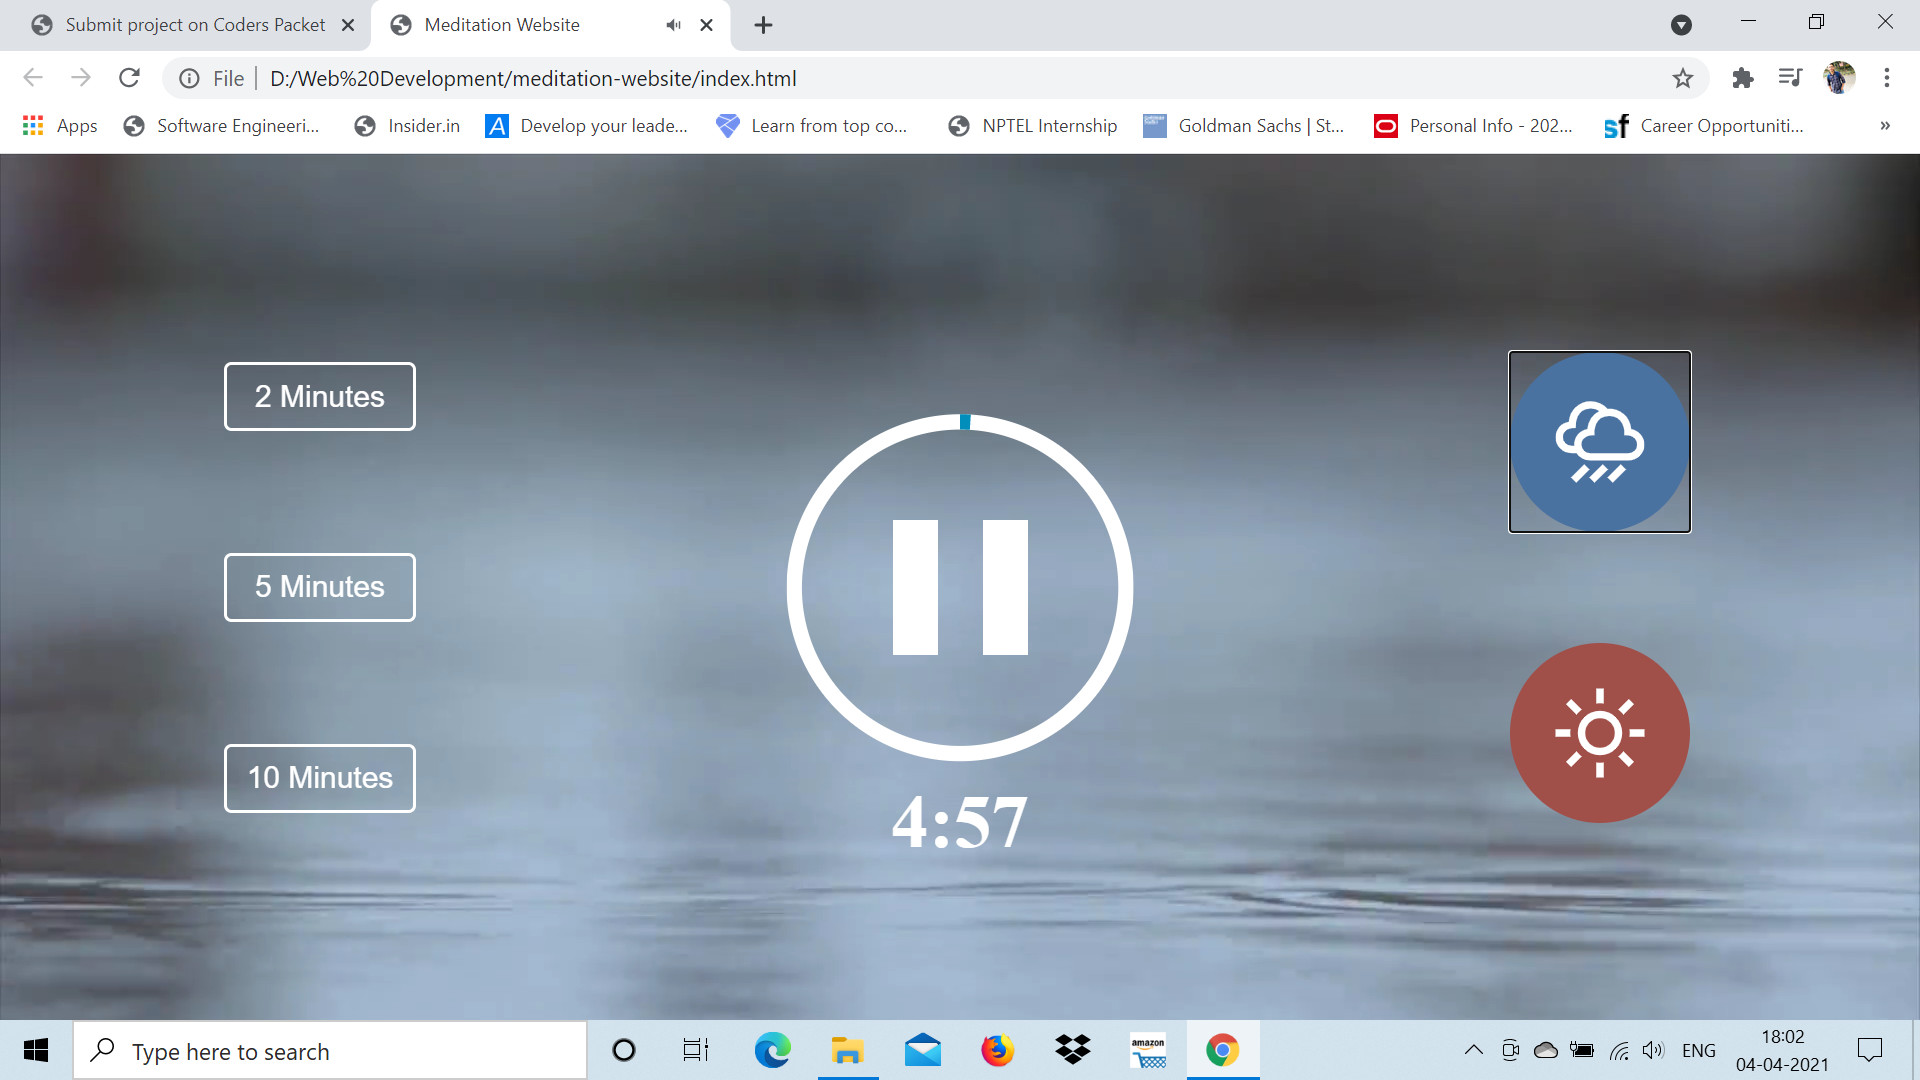 Submit project on Coders Packet
Meditation Website
File
D:/Web%20Development/meditation-website/index.html
Apps
Software Engineeri...
Insider.in
Develop your leade...
Learn from top co...
NPTEL Internship
Goldman Sachs | St...
Personal Info - 202...
sf Career Opportuniti...
»
2 Minutes
5 Minutes
10 Minutes
4:57
Type here to search
amazon
ENG
18:02
04-04-2021